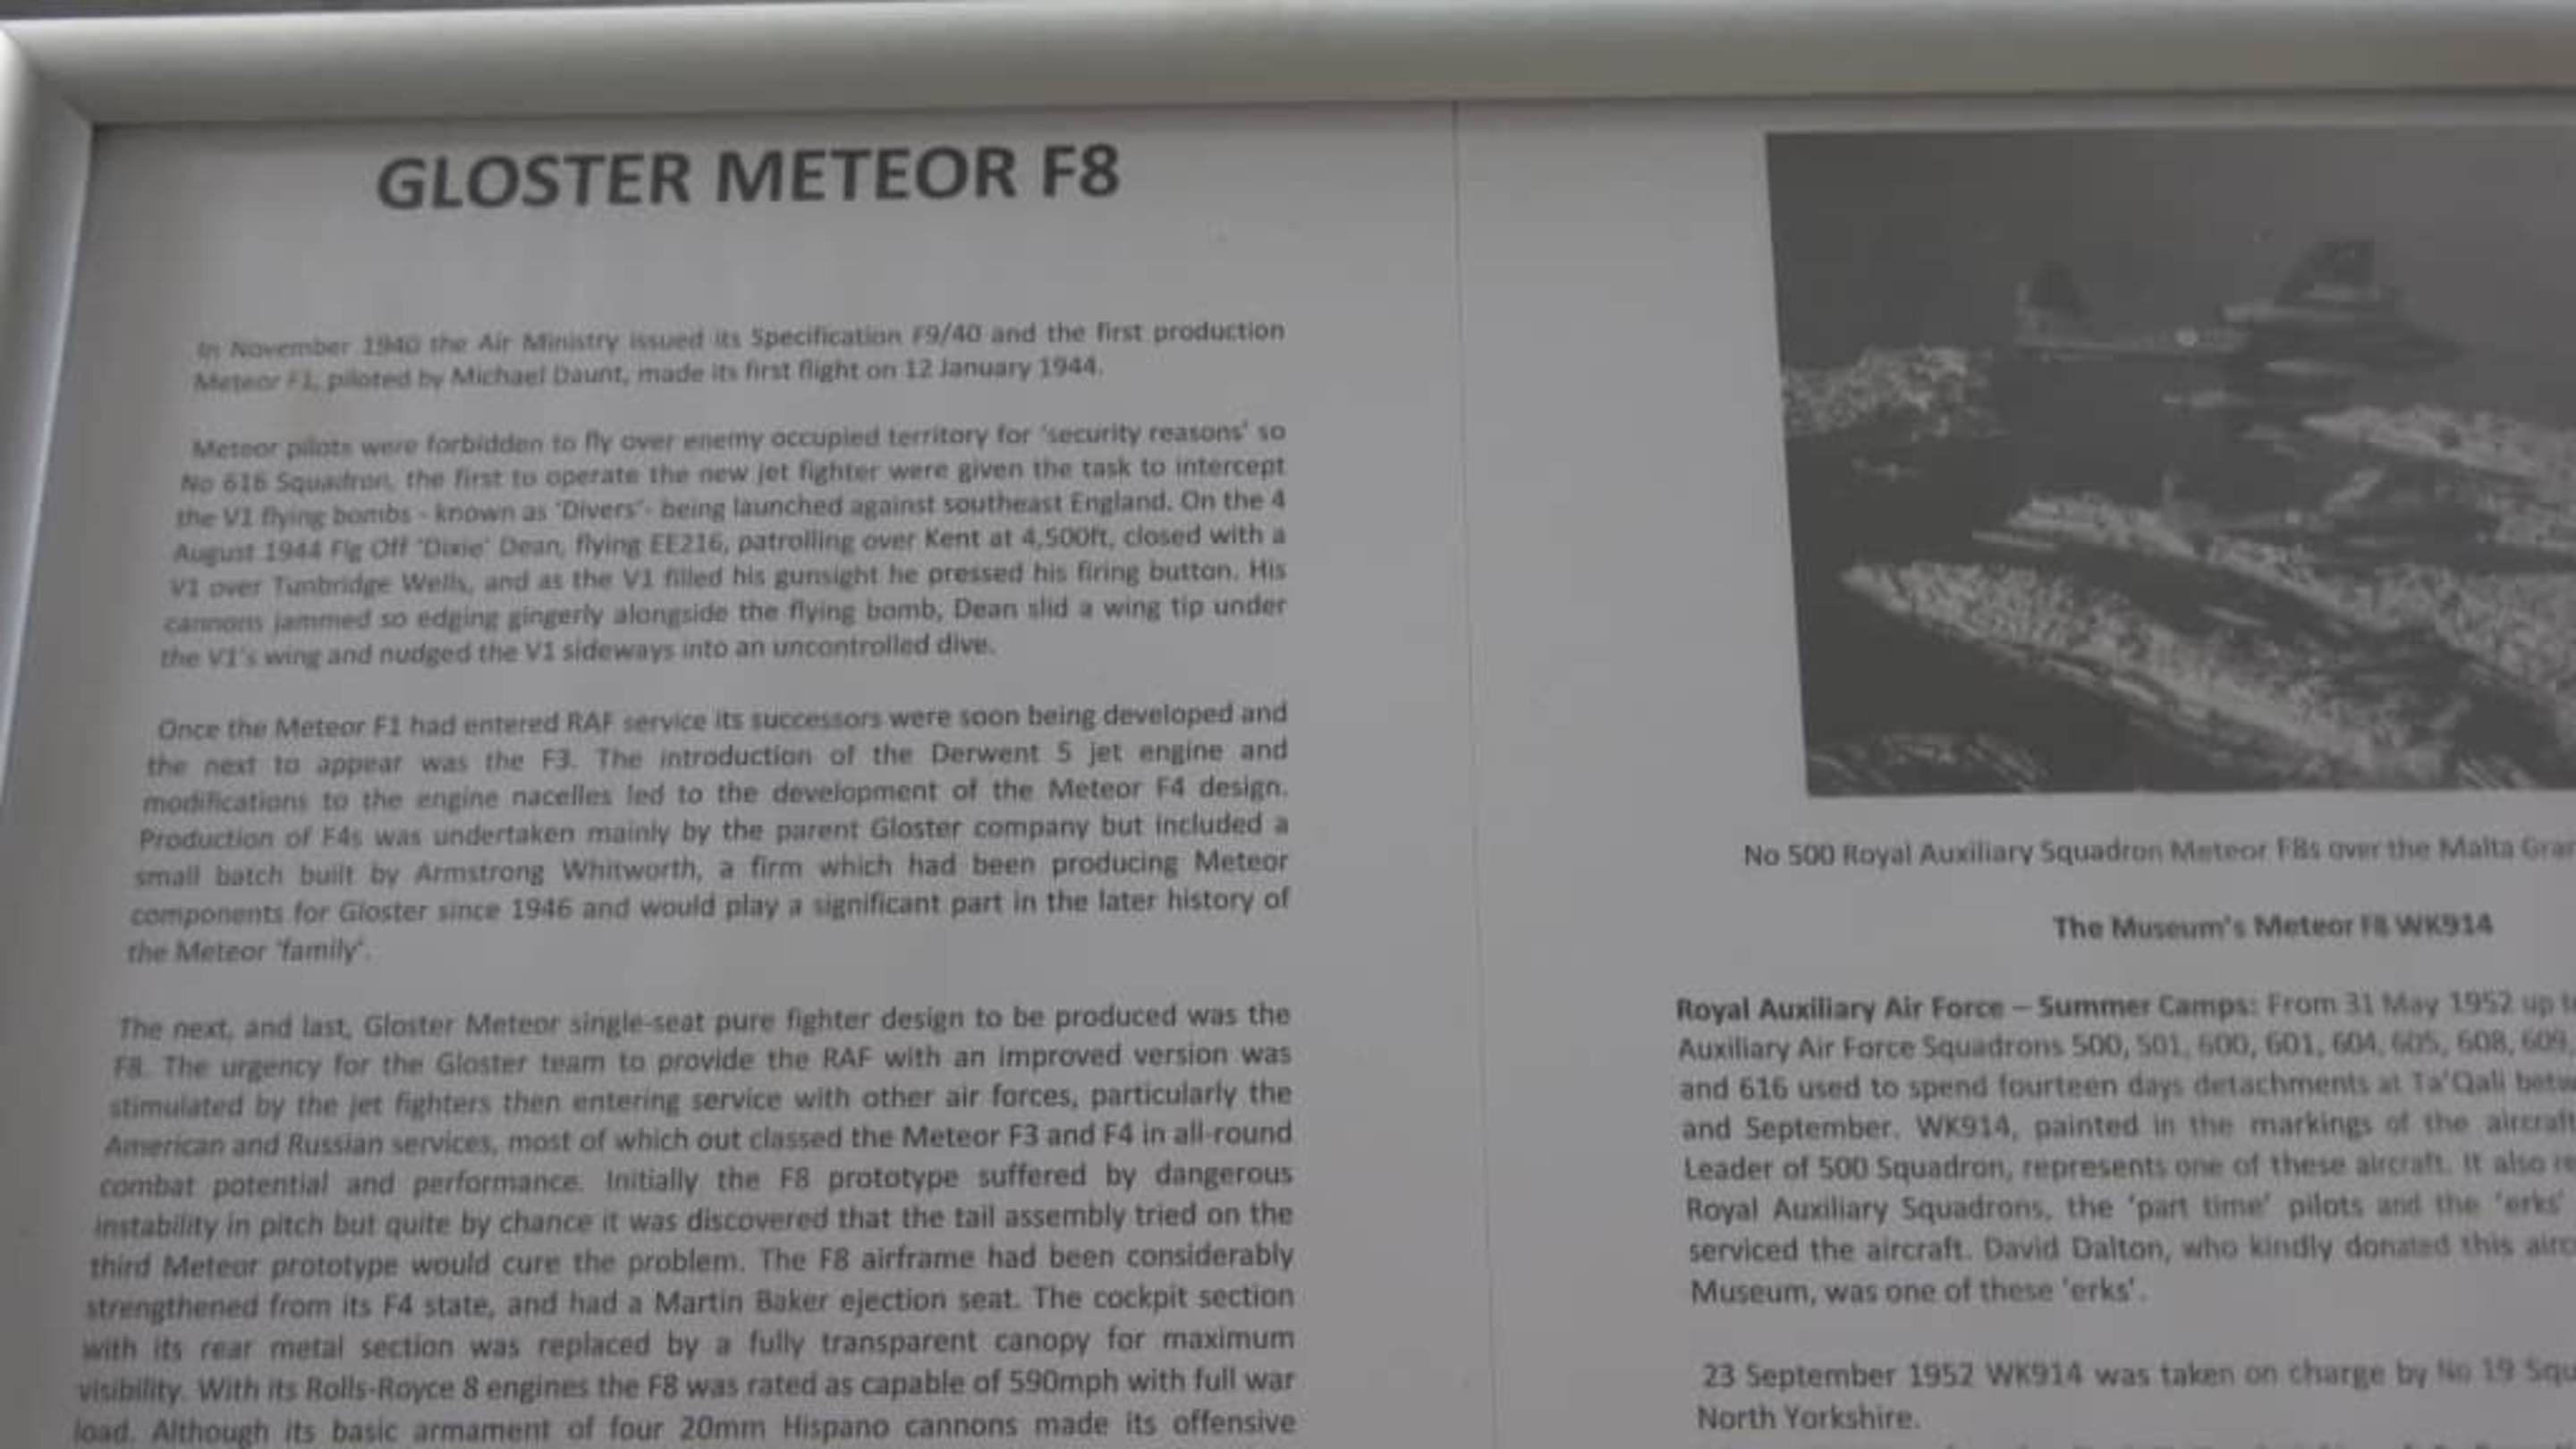 GLOSTER METEOR F8
In November 1940 the Air Ministry issued its Specification F9/40 and the first production
Meteor F1, piloted by Michael Daunt, made its first flight on 12 January 1944.
Meteor pilots were forbidden to fly over enemy occupied territory for 'security reasons' so
No 616 Squadron, the first to operate the new jet fighter were given the task to intercept
the V1 flying bombs - known as 'Divers'- being launched against southeast England. On the 4
August 1944 Flg Off 'Dixie' Dean, flying EE216, patrolling over Kent at 4,500ft, closed with a
V1 over Tunbridge Wells, and as the V1 filled his gunsight he pressed his firing button. His
cannons jammed so edging gingerly alongside the flying bomb, Dean slid a wing tip under
the V1's wing and nudged the V1 sideways into an uncontrolled dive.
Once the Meteor F1 had entered RAF service its successors were soon being developed and
the next to appear was the F3. The introduction of the Derwent 5 jet engine and
modifications to the engine nacelles led to the development of the Meteor F4 design.
Production of F4s was undertaken mainly by the parent Gloster company but included a
small batch built by Armstrong Whitworth, a firm which had been producing Meteor
components for Gloster since 1946 and would play a significant part in the later history of
the Meteor 'family'.
The next, and last, Gloster Meteor single-seat pure fighter design to be produced was the
F8. The urgency for the Gloster team to provide the RAF with an improved version was
stimulated by the jet fighters then entering service with other air forces, particularly the
American and Russian services, most of which out classed the Meteor F3 and F4 in all-round
combat potential and performance. Initially the F8 prototype suffered by dangerous
instability in pitch but quite by chance it was discovered that the tail assembly tried on the
third Meteor prototype would cure the problem. The F8 airframe had been considerably
strengthened from its F4 state, and had a Martin Baker ejection seat. The cockpit section
with its rear metal section was replaced by a fully transparent canopy for maximum
visibility. With its Rolls-Royce 8 engines the F8 was rated as capable of 590mph with full war
load. Although its basic armament of four 20mm Hispano cannons made its offensive
No 500 Royal Auxiliary Squadron Meteor F8s over the Malta
The Museum's Meteor F8 WK914
Royal Auxiliary Air Force – Summer Camps: From 31 May 1952 up
Auxiliary Air Force Squadrons 500, 501, 600, 601, 604, 605, 608, 609,
and 616 used to spend fourteen days detachments at Ta'Qali
and September. WK914, painted in the markings of the aircraft
Leader of 500 Squadron, represents one of these aircraft. It also
Royal Auxiliary Squadrons, the 'part time' pilots and the 'erks'
serviced the aircraft. David Dalton, who kindly donated this
Museum, was one of these 'erks'.
23 September 1952 WK914 was taken on charge by No 19
North Yorkshire.